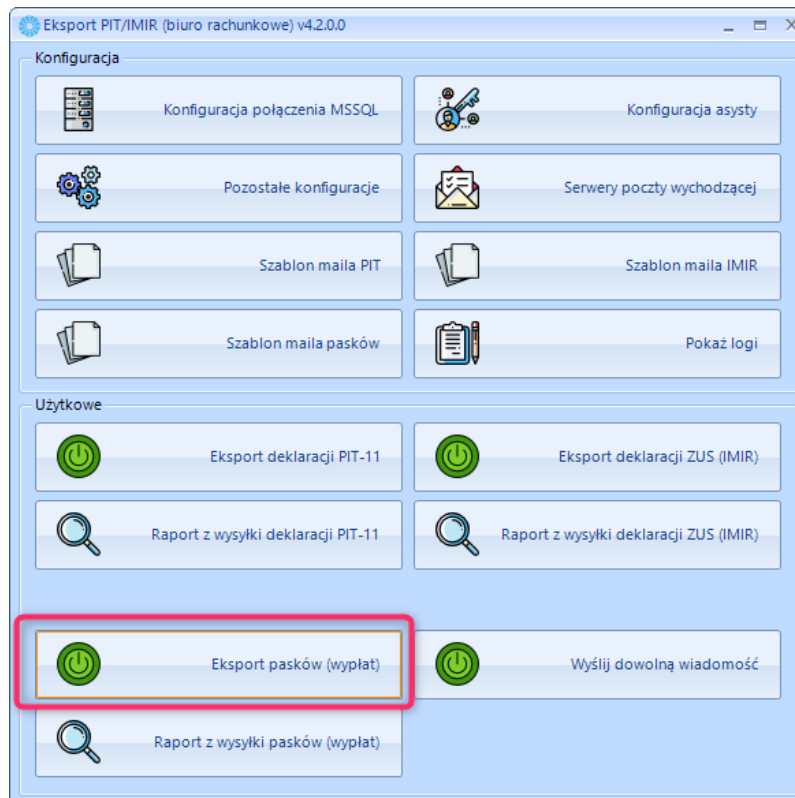 Eksport PIT/IMIR (biuro rachunkowe) v4.2.0.0
Konfiguracja
Konfiguracja połączenia MSSQL
Konfiguracja asysty
Pozostałe konfiguracje
Serwery poczty wychodzącej
Szablon maila PIT
Szablon maila IMIR
Szablon maila pasków
Pokaż logi
Użytkowe
Eksport deklaracji PIT-11
Eksport deklaracji ZUS (IMIR)
Raport z wysyłki deklaracji PIT-11
Raport z wysyłki deklaracji ZUS (IMIR)
Eksport pasków (wypłat)
Wyślij dowolną wiadomość
Raport z wysyłki pasków (wypłat)